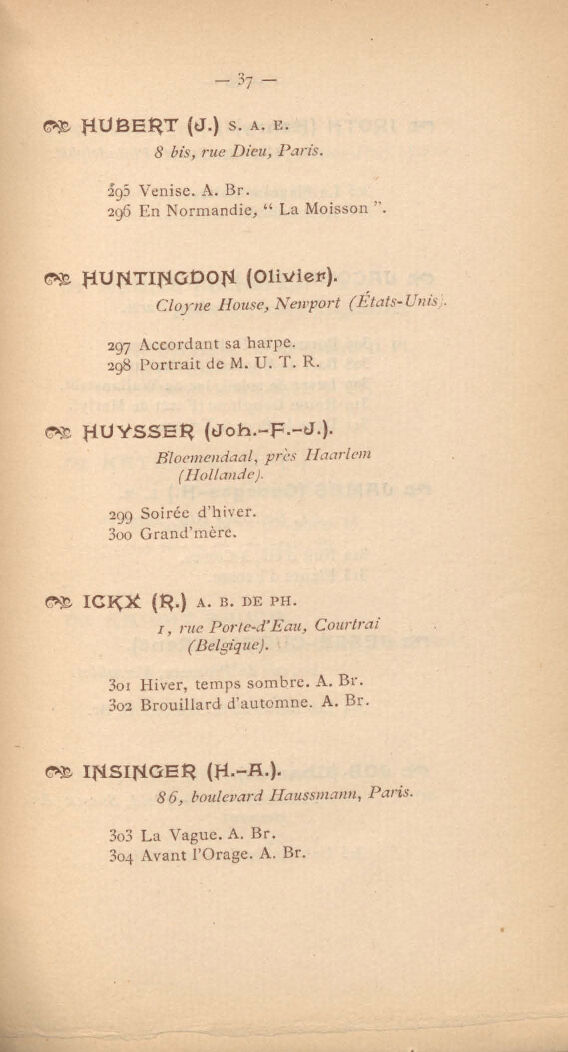 — 37 —
HUBERT (J.) S. A. E.
8 bis, rue Dieu, Paris.
295 Venise. A. Br.
296 En Normandie, “ La Moisson ”.
HUNTINGDON (Olivier).
Cloyne House, Newport (États-Unis).
297 Accordant sa harpe.
298 Portrait de M. U. T. R.
HUYSSER (Joh.-F.-J.).
Bloemendaal, près Haarlem
(Hollande).
299 Soirée d’hiver.
300 Grand’mère.
ICKX (R.) A. B. DE PH.
1, rue Porte-d’Eau, Courtrai
(Belgique).
301 Hiver, temps sombre. A. Br.
302 Brouillard d’automne. A. Br.
INSINGER (H.-A.).
86, boulevard Haussmann, Paris.
303 La Vague. A. Br.
304 Avant l’Orage. A. Br.